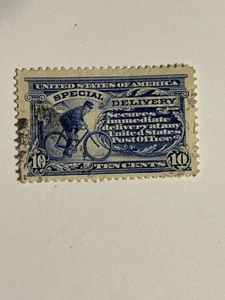 UNITED STATES OF AMERICA
SPECIAL DELIVERY
Secures
immediate
delivery at any
United States
Post Office
10 TEN CENTS 10